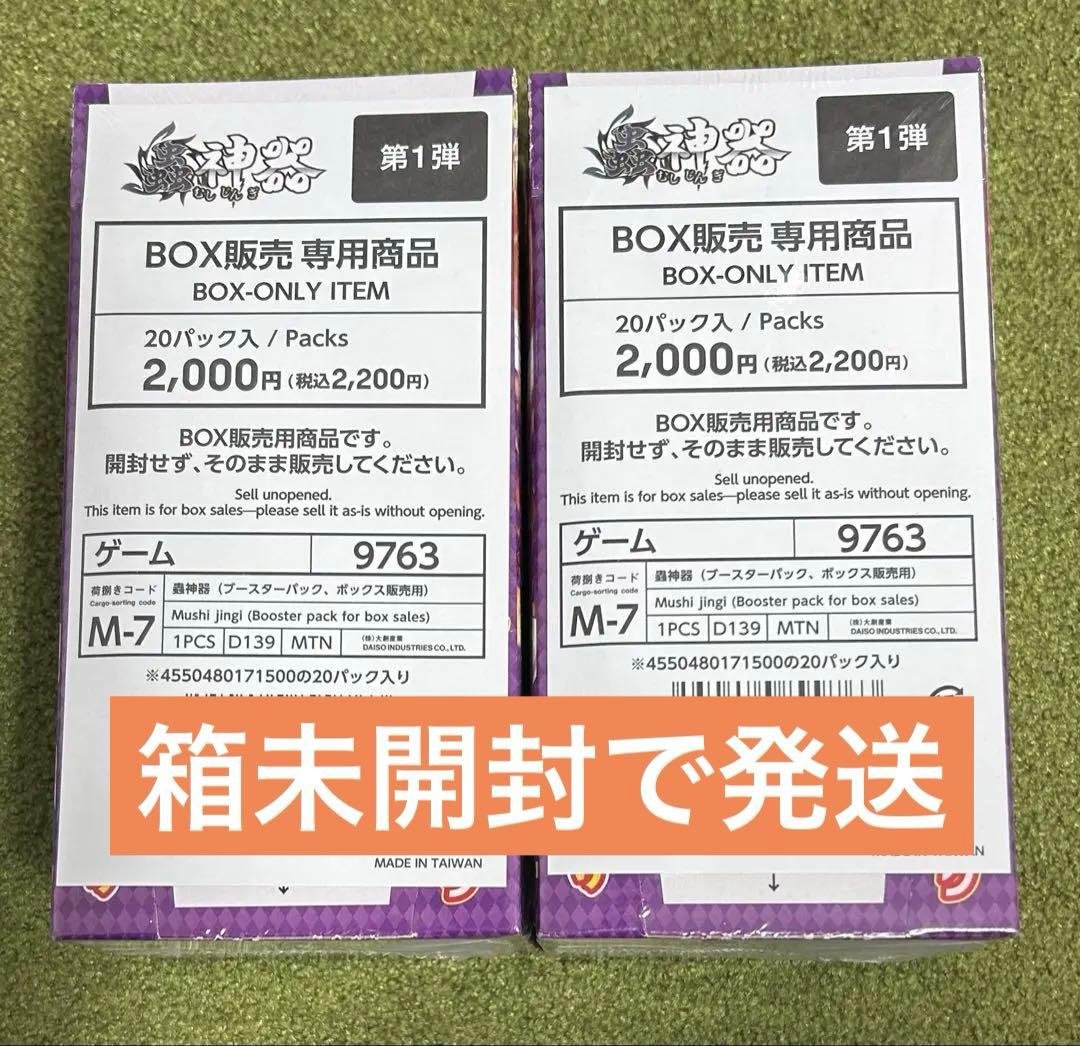 蟲神器
むしじんぎ
第1弾
BOX販売 専用商品
BOX-ONLY ITEM
20パック入 / Packs
2,000円(税込2,200円)
BOX販売用商品です。
開封せず、そのまま販売してください。
Sell unopened.
This item is for box sales—please sell it as-is without opening.
ゲーム
9763
荷捌きコード
Cargo-sorting code
M-7
蟲神器(ブースターパック、ボックス販売用)
Mushi jingi (Booster pack for box sales)
1PCS
D139
MTN
(株)大創産業
DAISO INDUSTRIES CO., LTD.
※4550480171500の20パック入り
MADE IN TAIWAN
蟲神器
むしじんぎ
第1弾
BOX販売 専用商品
BOX-ONLY ITEM
20パック入 / Packs
2,000円(税込2,200円)
BOX販売用商品です。
開封せず、そのまま販売してください。
Sell unopened.
This item is for box sales—please sell it as-is without opening.
ゲーム
9763
荷捌きコード
Cargo-sorting code
M-7
蟲神器(ブースターパック、ボックス販売用)
Mushi jingi (Booster pack for box sales)
1PCS
D139
MTN
(株)大創産業
DAISO INDUSTRIES CO., LTD.
※4550480171500の20パック入り
箱未開封で発送